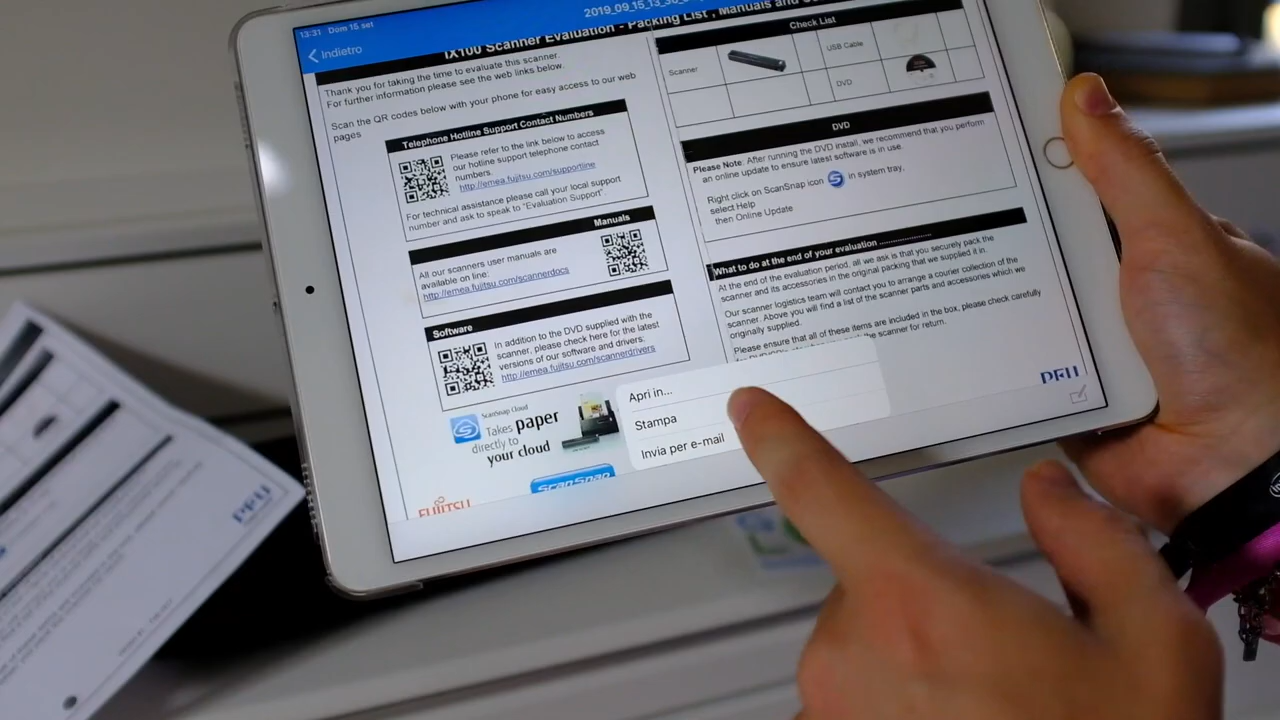 13:31 Dom 15 set
Indietro
2019_09_15_13_
iX100 Scanner Evaluation - Packing List , Manuals and
Thank you for taking the time to evaluate this scanner.
For further information please see the web links below.
Scan the QR codes below with your phone for easy access to our web
pages
Telephone Hotline Support Contact Numbers
Please refer to the link below to access
our hotline support telephone contact
numbers.
http://emea.fujitsu.com/supportline
For technical assistance please call your local support
number and ask to speak to "Evaluation Support"
Manuals
All our scanners user manuals are
available on line:
http://emea.fujitsu.com/scannerdocs
Software
In addition to the DVD supplied with the
scanner, please check here for the latest
versions of our software and drivers:
http://emea.fujitsu.com/scannerdrivers
ScanSnap Cloud
Takes paper
directly to
your cloud
ScanSnap
FUJITSU
Check List
Scanner
USB Cable
DVD
DVD
Please Note: After running the DVD install, we recommend that you perform
an online update to ensure latest software is in use.
Right click on ScanSnap icon in system tray,
select Help
then Online Update
What to do at the end of your evaluation ......................
At the end of the evaluation period, all we ask is that you securely pack the
scanner and its accessories in the original packing that we supplied it in.
Our scanner logistics team will contact you to arrange a courier collection of the
scanner. Above you will find a list of the scanner parts and accessories which we
originally supplied.
Please ensure that all of these items are included in the box, please check carefully
the scanner for return.
PFU
Apri in...
Stampa
Invia per e-mail
PFU